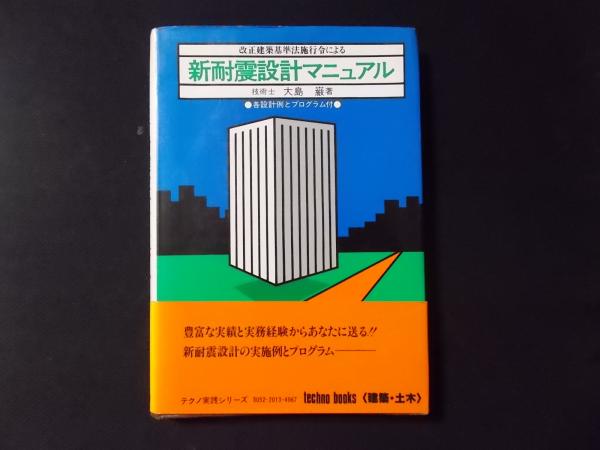 改正建築基準法施行令による
新耐震設計マニュアル
技術士 大島 巌著
●各設計例とプログラム付●
豊富な実績と実務経験からあなたに送る!!
新耐震設計の実施例とプログラム———
テクノ実践シリーズ 3052-2013-4967 techno books 〈建築・土木〉